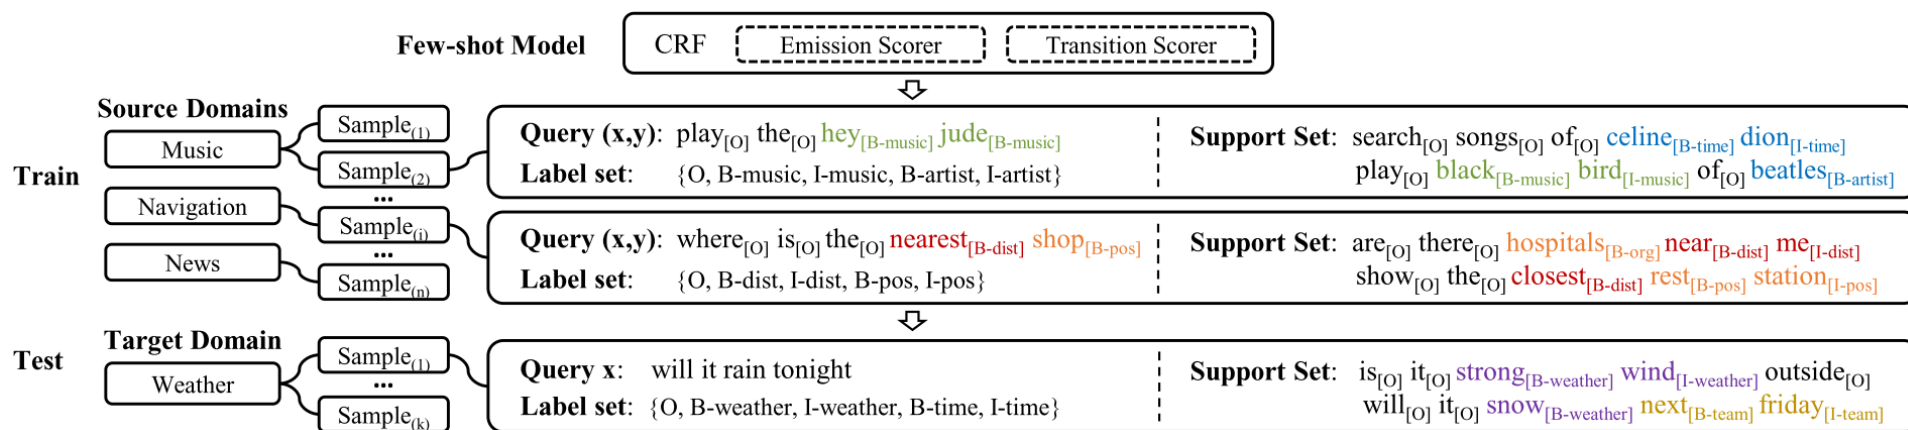 Few-shot Model CRF Emission Scorer Transition Scorer
Source Domains
Train
Music
Navigation
News
Sample(1)
Sample(2)
...
Sample(i)
...
Sample(n)
Query (x,y): play[O] the[O] hey[B-music] jude[B-music]
Label set: {O, B-music, I-music, B-artist, I-artist}
Support Set: search[O] songs[O] of[O] celine[B-time] dion[I-time]
play[O] black[B-music] bird[I-music] of[O] beatles[B-artist]
Query (x,y): where[O] is[O] the[O] nearest[B-dist] shop[B-pos]
Label set: {O, B-dist, I-dist, B-pos, I-pos}
Support Set: are[O] there[O] hospitals[B-org] near[B-dist] me[I-dist]
show[O] the[O] closest[B-dist] rest[B-pos] station[I-pos]
Target Domain
Test
Weather
Sample(1)
...
Sample(k)
Query x: will it rain tonight
Label set: {O, B-weather, I-weather, B-time, I-time}
Support Set: is[O] it[O] strong[B-weather] wind[I-weather] outside[O]
will[O] it[O] snow[B-weather] next[B-team] friday[I-team]